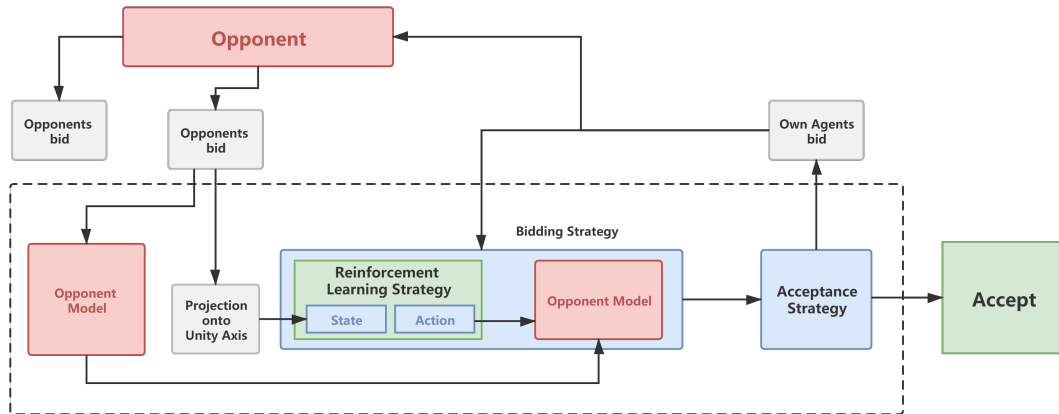 Opponent
Opponents
bid
Opponents
bid
Own Agents
bid
Bidding Strategy
Opponent
Model
Projection
onto
Unity Axis
Reinforcement
Learning Strategy
State
Action
Opponent Model
Acceptance
Strategy
Accept